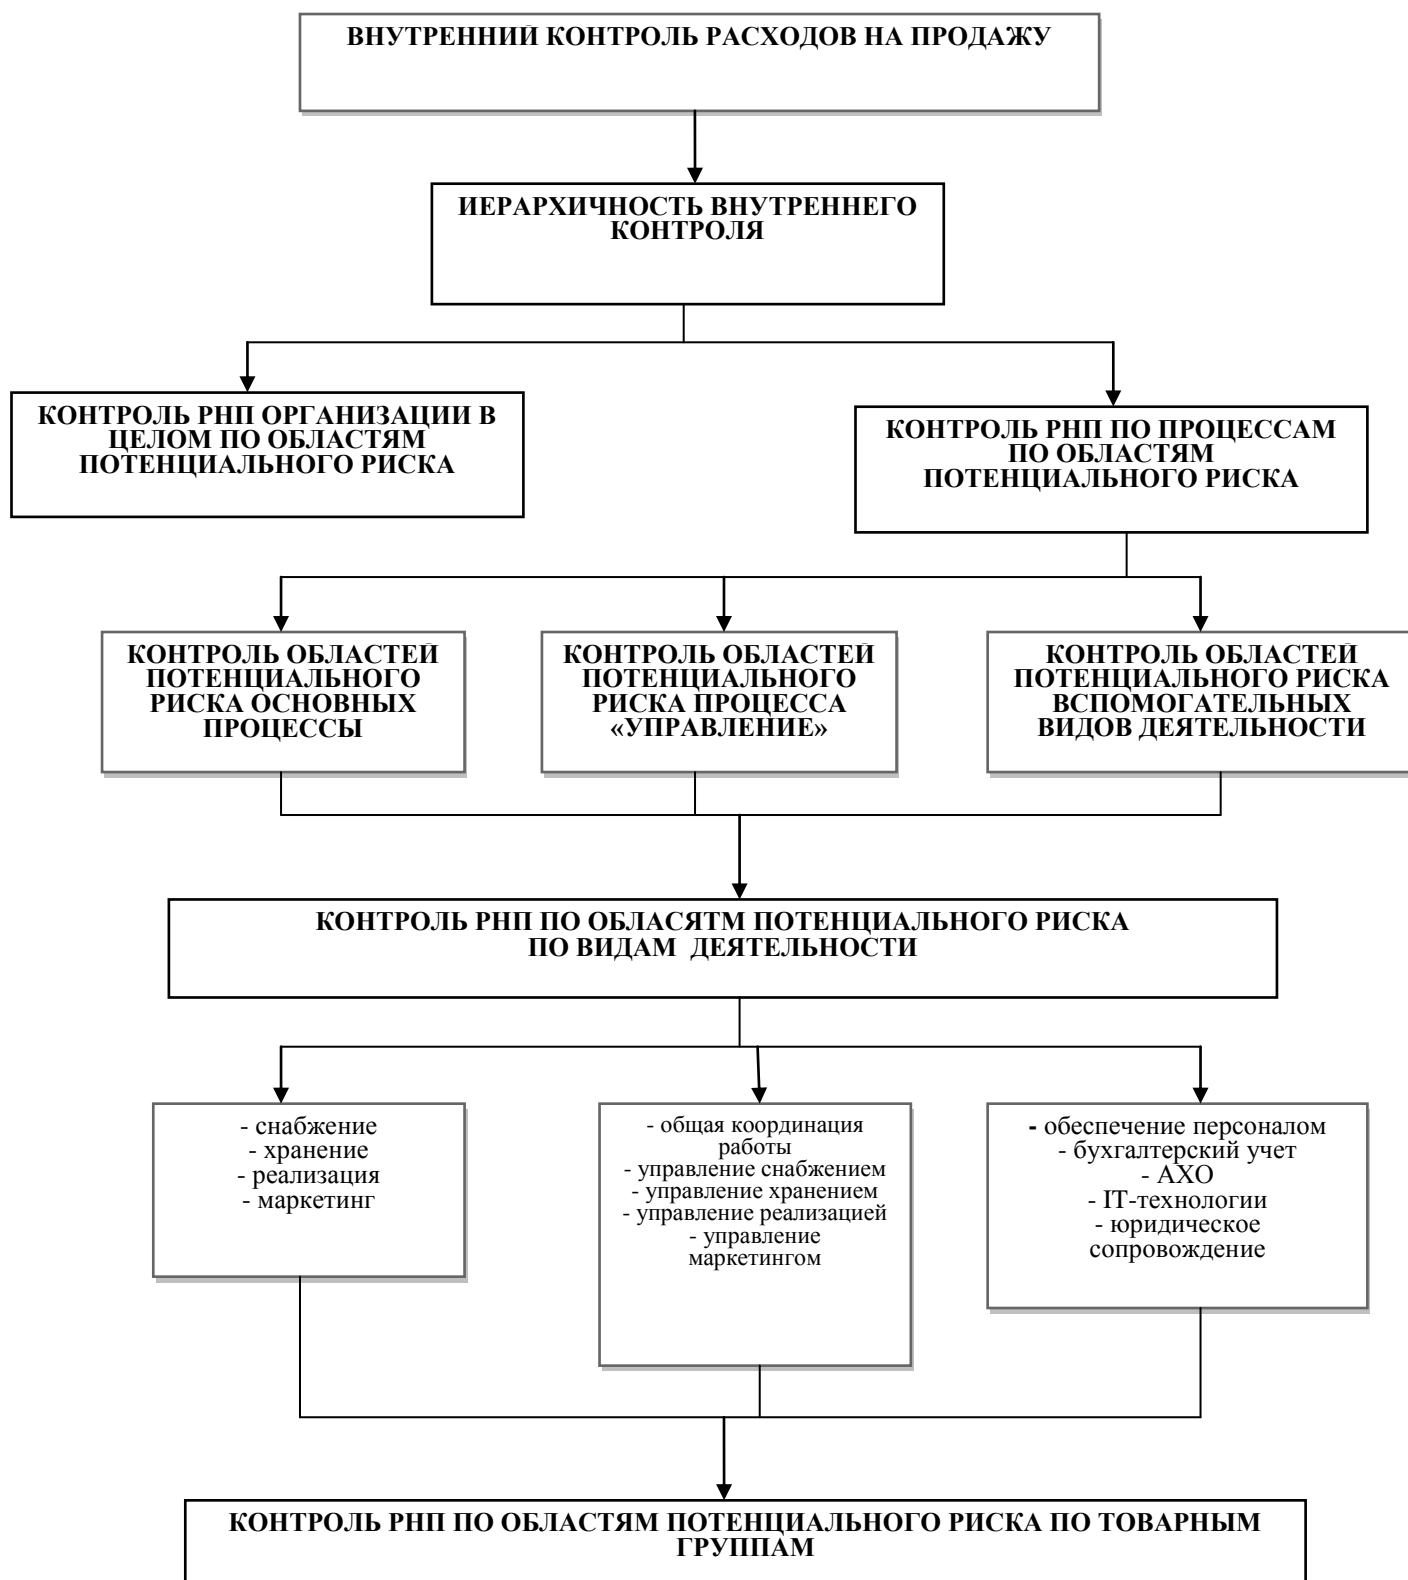 ВНУТРЕННИЙ КОНТРОЛЬ РАСХОДОВ НА ПРОДАЖУ
ИЕРАРХИЧНОСТЬ ВНУТРЕННЕГО
КОНТРОЛЯ
КОНТРОЛЬ РНП ОРГАНИЗАЦИИ В
ЦЕЛОМ ПО ОБЛАСТЯМ
ПОТЕНЦИАЛЬНОГО РИСКА
КОНТРОЛЬ РНП ПО ПРОЦЕССАМ
ПО ОБЛАСТЯМ
ПОТЕНЦИАЛЬНОГО РИСКА
КОНТРОЛЬ ОБЛАСТЕЙ
ПОТЕНЦИАЛЬНОГО
РИСКА ОСНОВНЫХ
ПРОЦЕССЫ
КОНТРОЛЬ ОБЛАСТЕЙ
ПОТЕНЦИАЛЬНОГО
РИСКА ПРОЦЕССА
«УПРАВЛЕНИЕ»
КОНТРОЛЬ ОБЛАСТЕЙ
ПОТЕНЦИАЛЬНОГО РИСКА
ВСПОМОГАТЕЛЬНЫХ
ВИДОВ ДЕЯТЕЛЬНОСТИ
КОНТРОЛЬ РНП ПО ОБЛАСЯТМ ПОТЕНЦИАЛЬНОГО РИСКА
ПО ВИДАМ ДЕЯТЕЛЬНОСТИ
- снабжение
- хранение
- реализация
- маркетинг
- общая координация
работы
- управление снабжением
- управление хранением
- управление реализацией
- управление
маркетингом
- обеспечение персоналом
- бухгалтерский учет
- АХО
- IT-технологии
- юридическое
сопровождение
КОНТРОЛЬ РНП ПО ОБЛАСТЯМ ПОТЕНЦИАЛЬНОГО РИСКА ПО ТОВАРНЫМ
ГРУППАМ